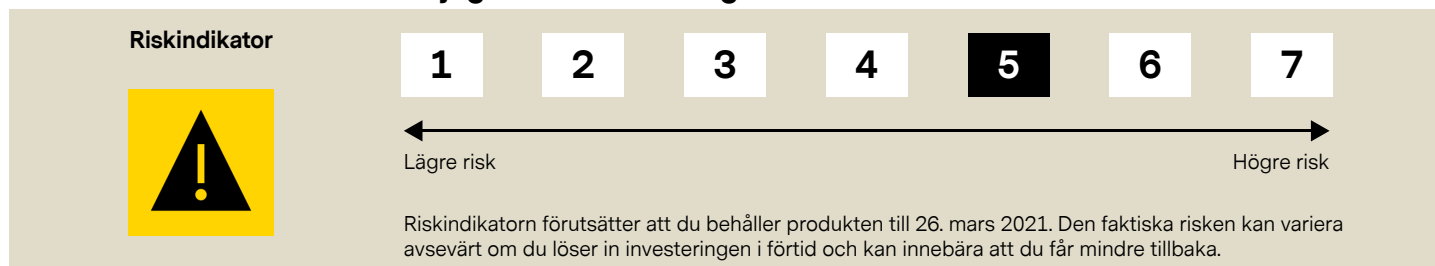 Riskindikator
1 2 3 4 5 6 7
Lägre risk Högre risk
Riskindikatorn förutsätter att du behåller produkten till 26. mars 2021. Den faktiska risken kan variera
avsevärt om du löser in investeringen i förtid och kan innebära att du får mindre tillbaka.